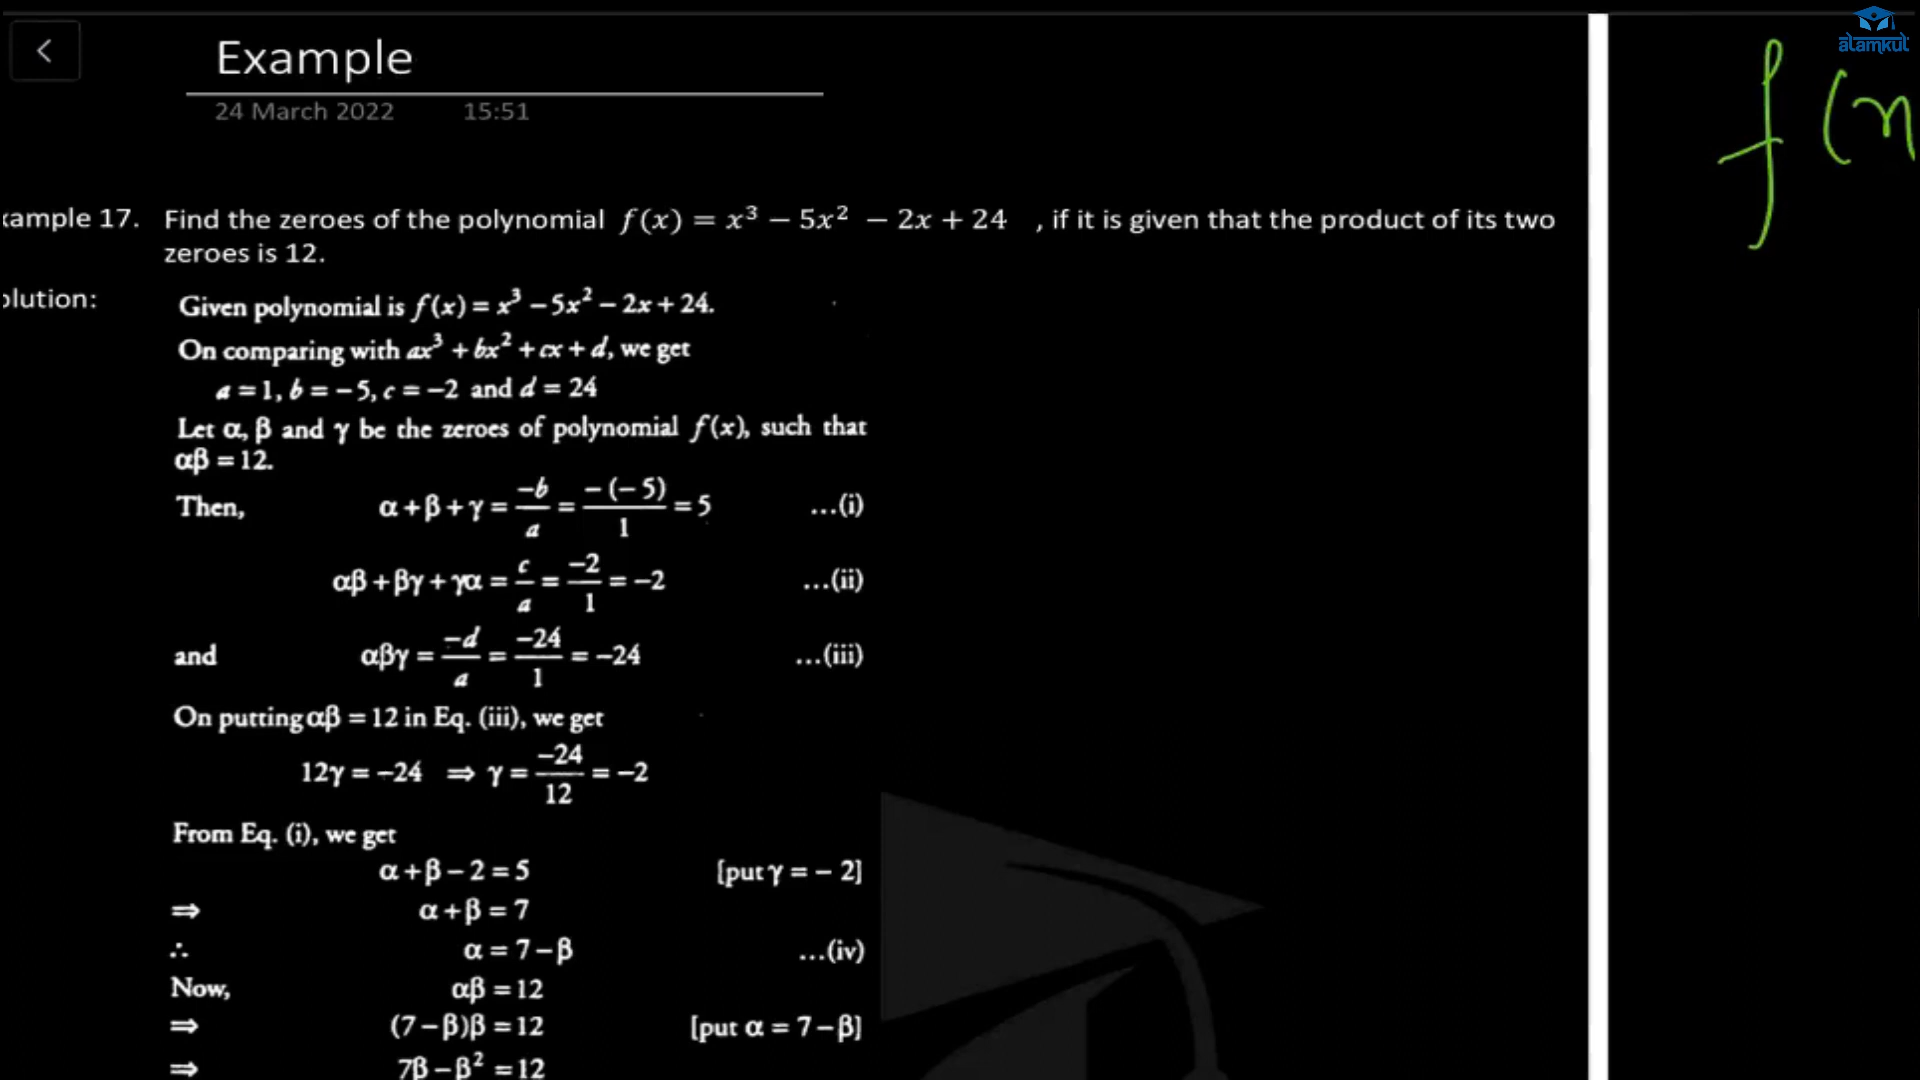 alamkul
Example
24 March 2022 15:51
f(x
xample 17. Find the zeroes of the polynomial f(x) = x³ − 5x² − 2x + 24 , if it is given that the product of its two
zeroes is 12.
olution:
Given polynomial is f(x) = x³ − 5x² − 2x + 24.
On comparing with ax³ + bx² + cx + d, we get
a = 1, b = −5, c = −2 and d = 24
Let α, β and γ be the zeroes of polynomial f(x), such that
αβ = 12.
Then, α + β + γ = −b/a = −(−5)/1 = 5 ...(i)
αβ + βγ + γα = c/a = −2/1 = −2 ...(ii)
and αβγ = −d/a = −24/1 = −24 ...(iii)
On putting αβ = 12 in Eq. (iii), we get
12γ = −24 ⇒ γ = −24/12 = −2
From Eq. (i), we get
α + β − 2 = 5 [put γ = − 2]
⇒ α + β = 7
∴ α = 7 − β ...(iv)
Now, αβ = 12
⇒ (7 − β)β = 12 [put α = 7 − β]
⇒ 7β − β² = 12